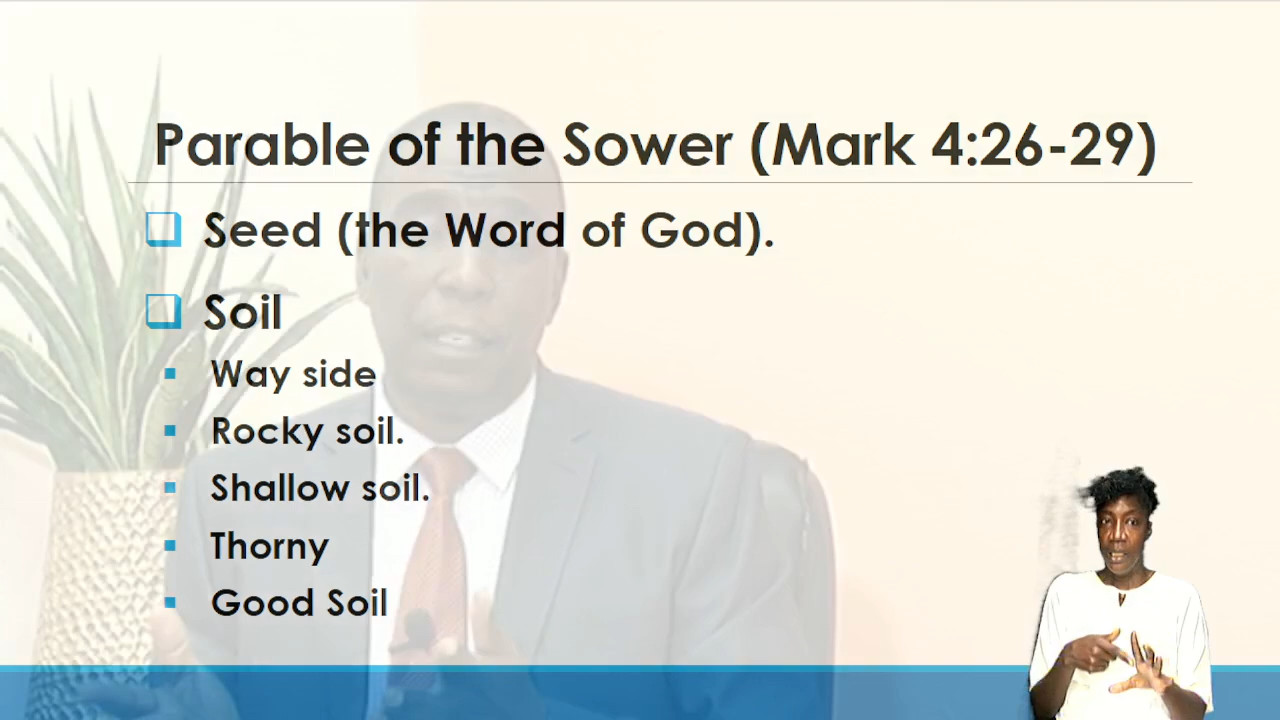 Parable of the Sower (Mark 4:26-29)
Seed (the Word of God).
Soil
Way side
Rocky soil.
Shallow soil.
Thorny
Good Soil